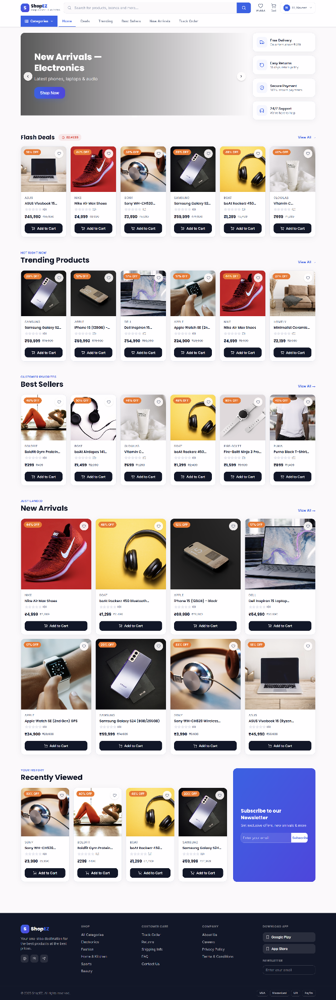 S ShopEZ
Shop Smarter. Live Better.
Search for products, brands and more...
Wishlist
Cart
N Hi, Naveen
Categories
Home
Deals
Trending
Best Sellers
New Arrivals
Track Order
New Arrivals —
Electronics
Latest phones, laptops & audio
Shop Now
Free Delivery
On orders above ₹499
Easy Returns
10 days return policy
Secure Payment
100% secure payments
24/7 Support
We're here to help
Flash Deals
02:41:55
View All →
18% OFF
ASUS
ASUS Vivobook 15...
(0)
₹45,990 ₹55,990
Add to Cart
44% OFF
NIKE
Nike Air Max Shoes
(0)
₹4,999 ₹8,999
Add to Cart
33% OFF
SONY
Sony WH-CH520...
(0)
₹3,990 ₹5,990
Add to Cart
20% OFF
SAMSUNG
Samsung Galaxy S2...
(0)
₹59,999 ₹74,999
Add to Cart
48% OFF
BOAT
boAt Rockerz 450...
(0)
₹1,299 ₹2,499
Add to Cart
46% OFF
GLOWLAB
Vitamin C...
(0)
₹699 ₹1,299
Add to Cart
HOT RIGHT NOW
Trending Products
View All →
20% OFF
SAMSUNG
Samsung Galaxy S2...
(0)
₹59,999 ₹74,999
Add to Cart
12% OFF
APPLE
iPhone 15 (128GB) -...
(0)
₹69,990 ₹79,900
Add to Cart
17% OFF
DELL
Dell Inspiron 15...
(0)
₹54,990 ₹65,990
Add to Cart
17% OFF
APPLE
Apple Watch SE (2n...
(0)
₹24,900 ₹29,900
Add to Cart
44% OFF
NIKE
Nike Air Max Shoes
(0)
₹4,999 ₹8,999
Add to Cart
27% OFF
HOMELY
Minimalist Ceramic...
(0)
₹2,199 ₹2,999
Add to Cart
CUSTOMER FAVORITES
Best Sellers
View All →
40% OFF
BOLDFIT
Boldfit Gym Protein...
(0)
₹299 ₹499
Add to Cart
50% OFF
BOAT
boAt Airdopes 141...
(0)
₹1,499 ₹2,999
Add to Cart
46% OFF
GLOWLAB
Vitamin C...
(0)
₹699 ₹1,299
Add to Cart
48% OFF
BOAT
boAt Rockerz 450...
(0)
₹1,299 ₹2,499
Add to Cart
60% OFF
FIRE-BOLTT
Fire-Boltt Ninja 3 Pro...
(0)
₹1,599 ₹3,999
Add to Cart
40% OFF
PUMA
Puma Black T-Shirt...
(0)
₹899 ₹1,499
Add to Cart
JUST LANDED
New Arrivals
View All →
44% OFF
NIKE
Nike Air Max Shoes
(0)
₹4,999 ₹8,999
Add to Cart
48% OFF
BOAT
boAt Rockerz 450 Bluetooth...
(0)
₹1,299 ₹2,499
Add to Cart
12% OFF
APPLE
iPhone 15 (128GB) - Black
(0)
₹69,990 ₹79,900
Add to Cart
17% OFF
DELL
Dell Inspiron 15 Laptop...
(0)
₹54,990 ₹65,990
Add to Cart
17% OFF
APPLE
Apple Watch SE (2nd Gen) GPS
(0)
₹24,900 ₹29,900
Add to Cart
20% OFF
SAMSUNG
Samsung Galaxy S24 (8GB/256GB)
(0)
₹59,999 ₹74,999
Add to Cart
33% OFF
SONY
Sony WH-CH520 Wireless...
(0)
₹3,990 ₹5,990
Add to Cart
18% OFF
ASUS
ASUS Vivobook 15 (Ryzen...
(0)
₹45,990 ₹55,990
Add to Cart
YOUR HISTORY
Recently Viewed
33% OFF
SONY
Sony WH-CH520...
(0)
₹3,990 ₹5,990
Add to Cart
40% OFF
BOLDFIT
Boldfit Gym Protein...
(0)
₹299 ₹499
Add to Cart
48% OFF
BOAT
boAt Rockerz 450...
(0)
₹1,299 ₹2,499
Add to Cart
20% OFF
SAMSUNG
Samsung Galaxy S24...
(0)
₹59,999 ₹74,999
Add to Cart
Subscribe to our
Newsletter
Get exclusive offers, new arrivals & more.
Enter your email
Subscribe
S ShopEZ
Your one-stop destination for
the best products at the best
prices.
SHOP
All Categories
Electronics
Fashion
Home & Kitchen
Sports
Beauty
CUSTOMER CARE
Track Order
Returns
Shipping Info
FAQ
Contact Us
COMPANY
About Us
Careers
Privacy Policy
Terms & Conditions
DOWNLOAD APP
Google Play
App Store
NEWSLETTER
Enter your email
© 2025 ShopEZ. All rights reserved.
VISA
MasterCard
UPI
PayTm